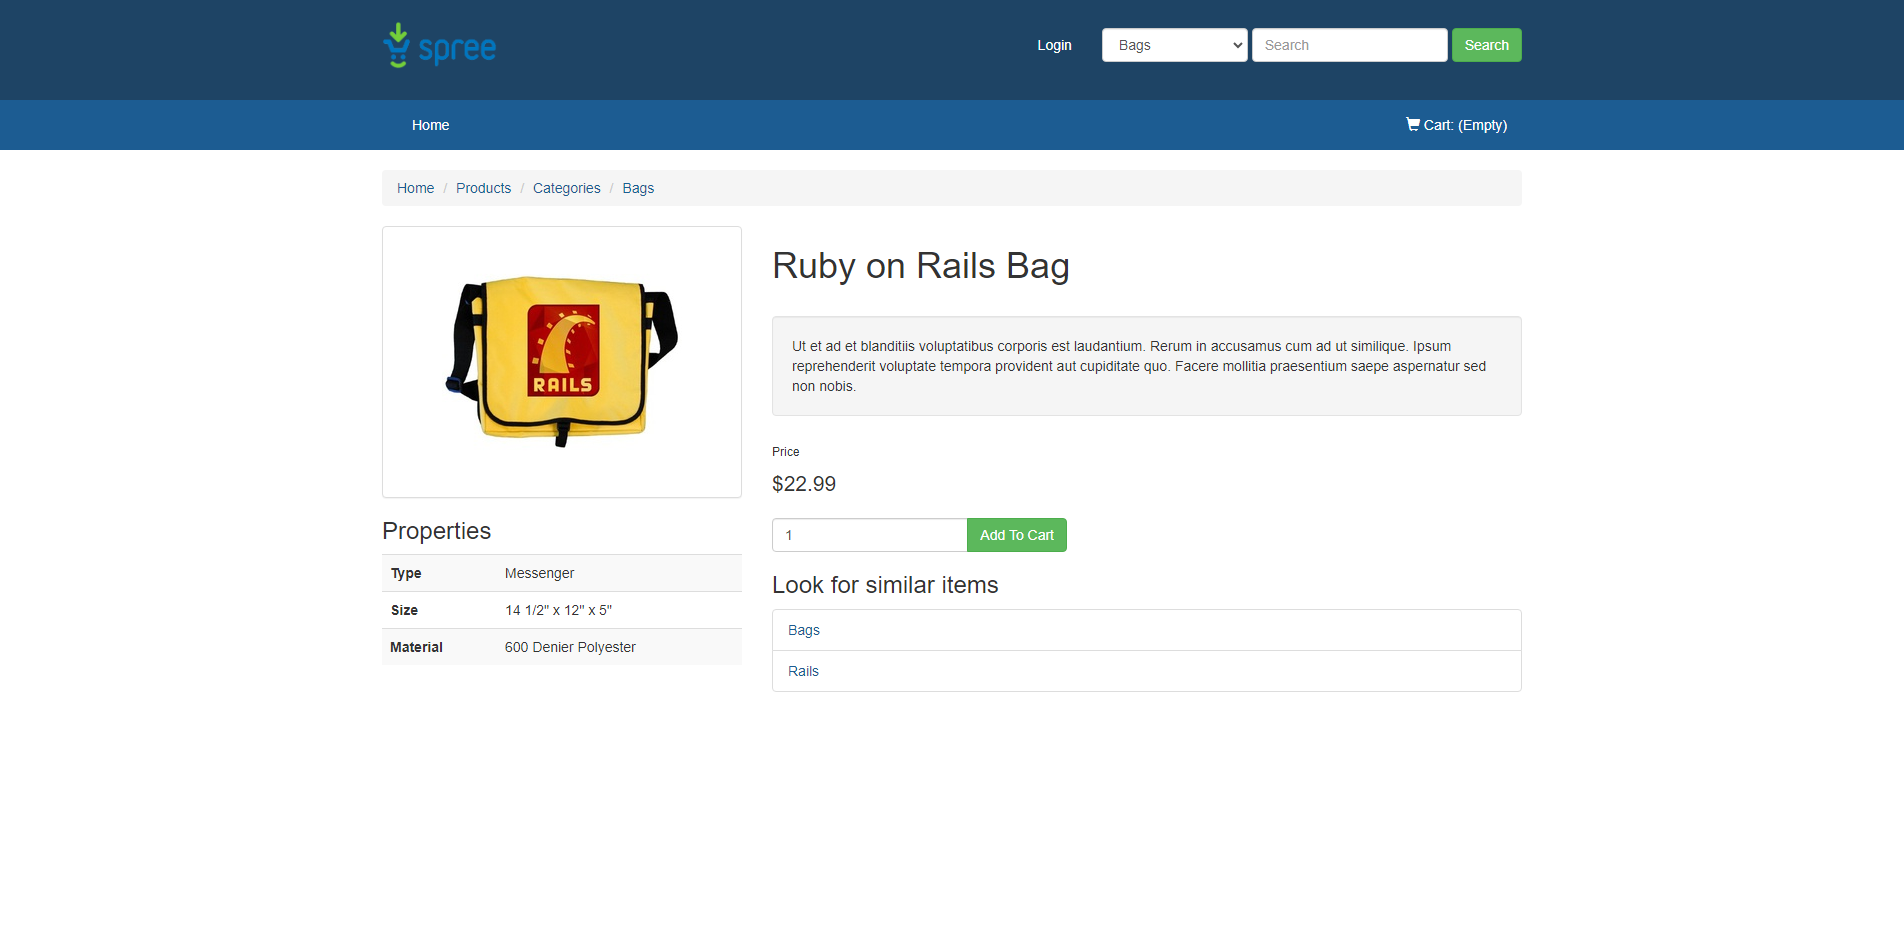 spree
Login
Bags
Search
Search
Home
Cart: (Empty)
Home / Products / Categories / Bags
RAILS
Ruby on Rails Bag
Ut et ad et blanditiis voluptatibus corporis est laudantium. Rerum in accusamus cum ad ut similique. Ipsum
reprehenderit voluptate tempora provident aut cupiditate quo. Facere mollitia praesentium saepe aspernatur sed
non nobis.
Price
$22.99
1
Add To Cart
Properties
Type Messenger
Size 14 1/2" x 12" x 5"
Material 600 Denier Polyester
Look for similar items
Bags
Rails